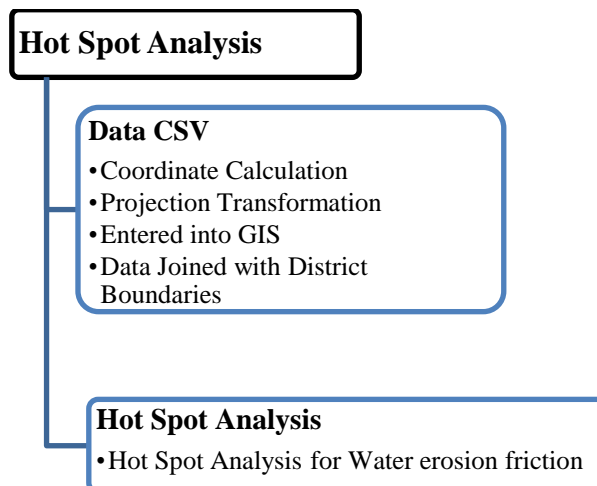 Hot Spot Analysis
Data CSV
•Coordinate Calculation
•Projection Transformation
•Entered into GIS
•Data Joined with District
Boundaries
Hot Spot Analysis
•Hot Spot Analysis for Water erosion friction